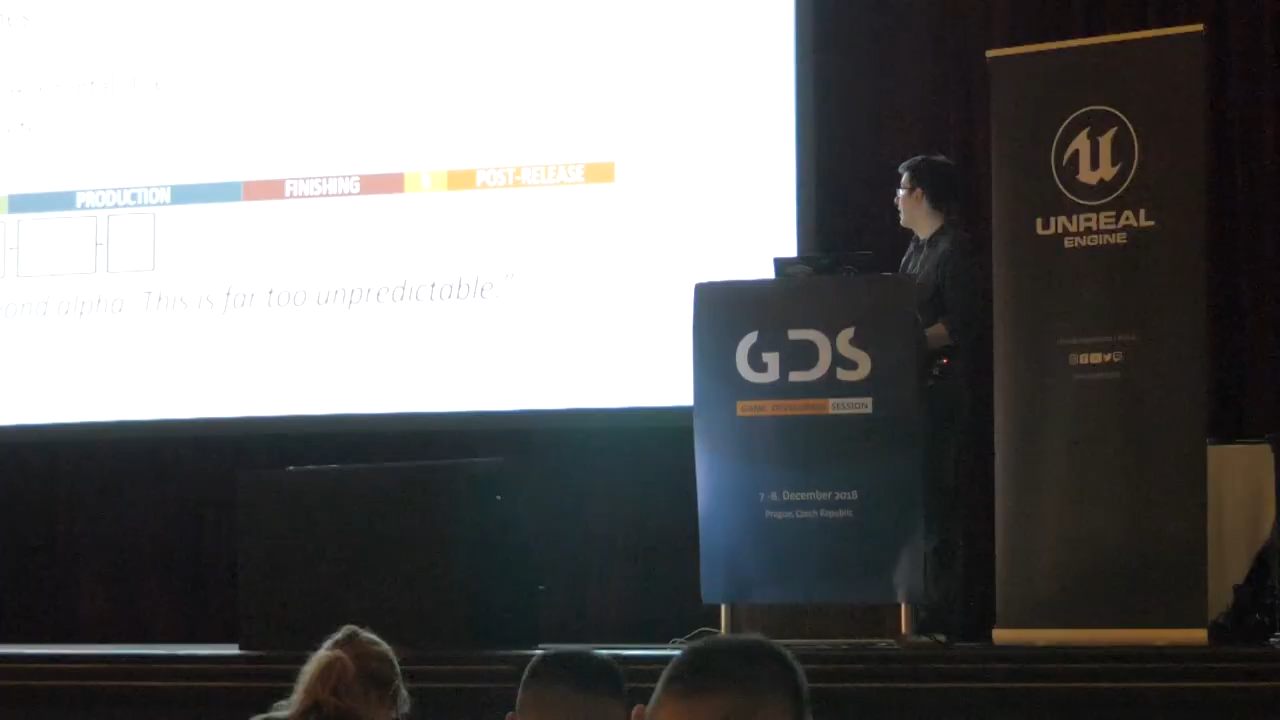 PRODUCTION
FINISHING
POST-RELEASE
ond alpha. This is far too unpredictable."
GDS
GAME DEVELOPERS SESSION
7 -8. December 2018
Prague, Czech Republic
U
UNREAL
ENGINE